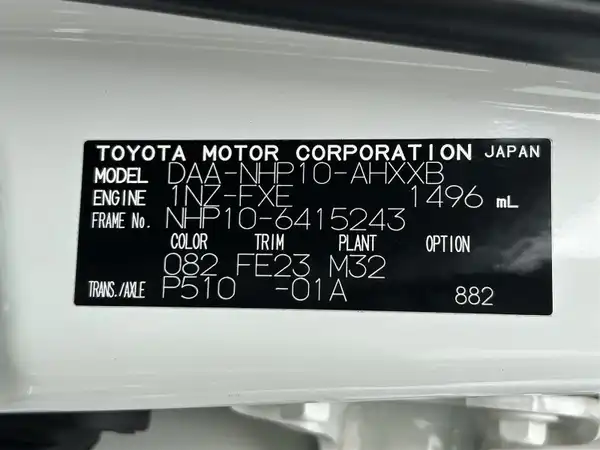 TOYOTA MOTOR CORPORATION JAPAN
MODEL DAA-NHP10-AHXXB
ENGINE 1NZ-FXE 1496 mL
FRAME No. NHP10-6415243
COLOR TRIM PLANT OPTION
082 FE23 M32
TRANS./AXLE P510 -01A 882